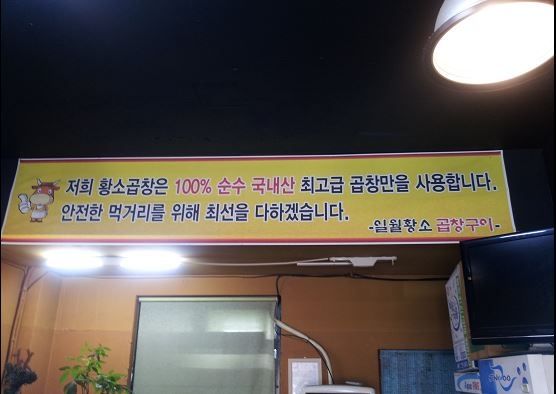 저희 황소곱창은 100% 순수 국내산 최고급 곱창만을 사용합니다.
안전한 먹거리를 위해 최선을 다하겠습니다.
-일월황소 곱창구이-